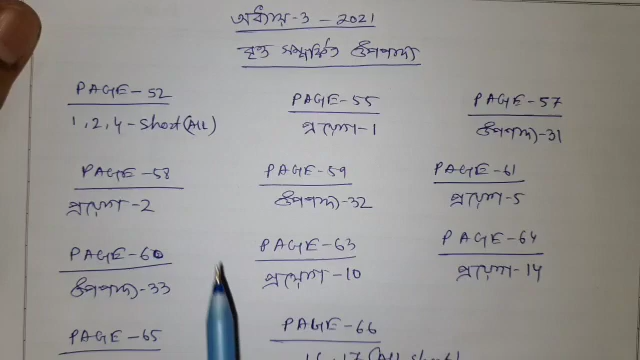 অধ্যায়-3 - 2021
বৃত্ত সম্পর্কিত উপপাদ্য
PAGE-52
1,2,4-Short(ALL)
PAGE-55
প্রয়োগ-1
PAGE-57
উপপাদ্য-31
PAGE-58
প্রয়োগ-2
PAGE-59
উপপাদ্য-32
PAGE-61
প্রয়োগ-5
PAGE-60
উপপাদ্য-33
PAGE-63
প্রয়োগ-10
PAGE-64
প্রয়োগ-14
PAGE-65
PAGE-66